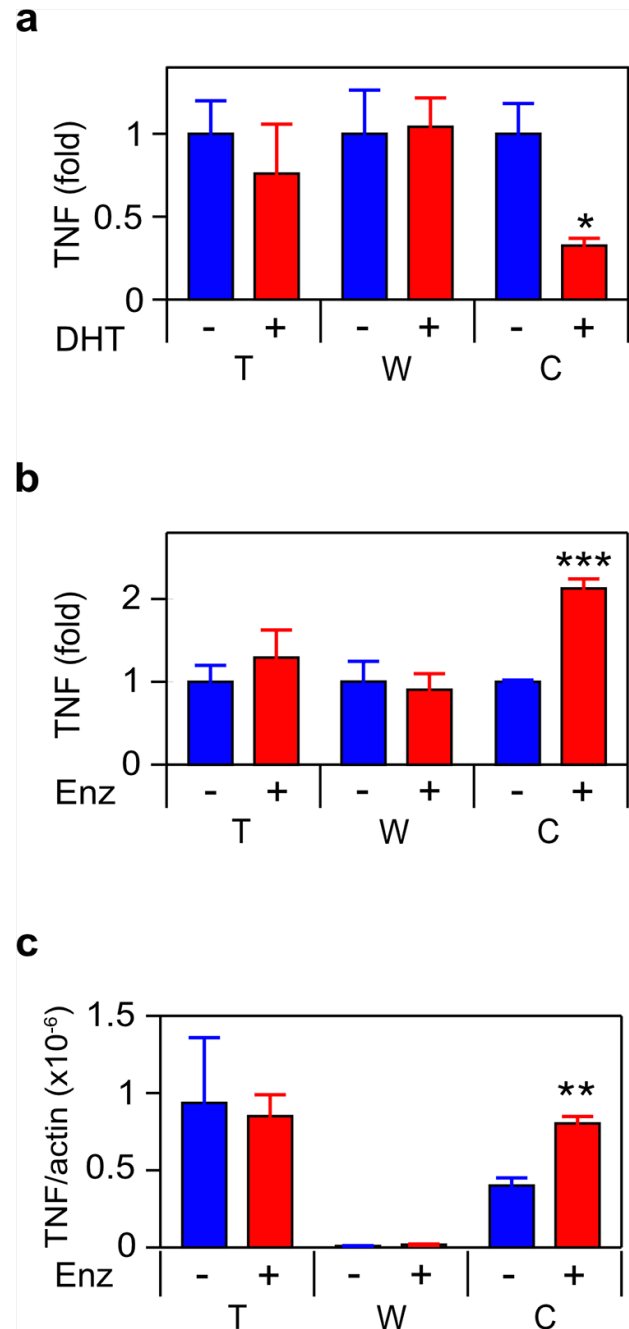 a
TNF (fold)
1
0.5
0
*
DHT - + - + - +
T W C
b
TNF (fold)
2
1
0
***
Enz - + - + - +
T W C
c
TNF/actin (x10⁻⁶)
1.5
1
0.5
0
**
Enz - + - + - +
T W C